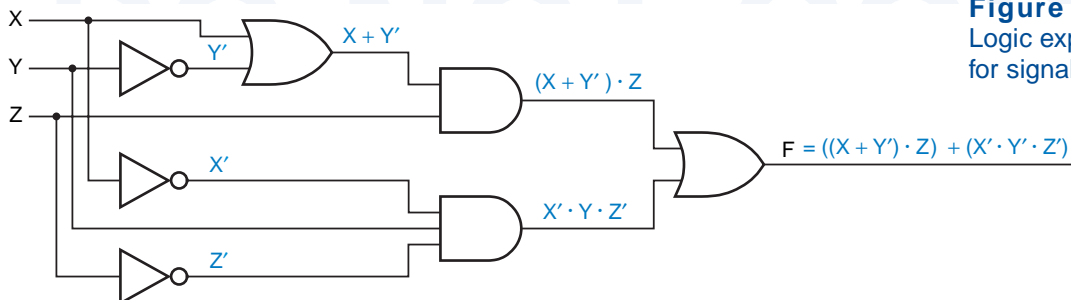 Figure
Logic exp
for signal
X
Y
Z
Y′
X + Y′
(X + Y′ ) · Z
X′
X′ · Y · Z′
Z′
F = ((X + Y′) · Z) + (X′ · Y′ · Z′)